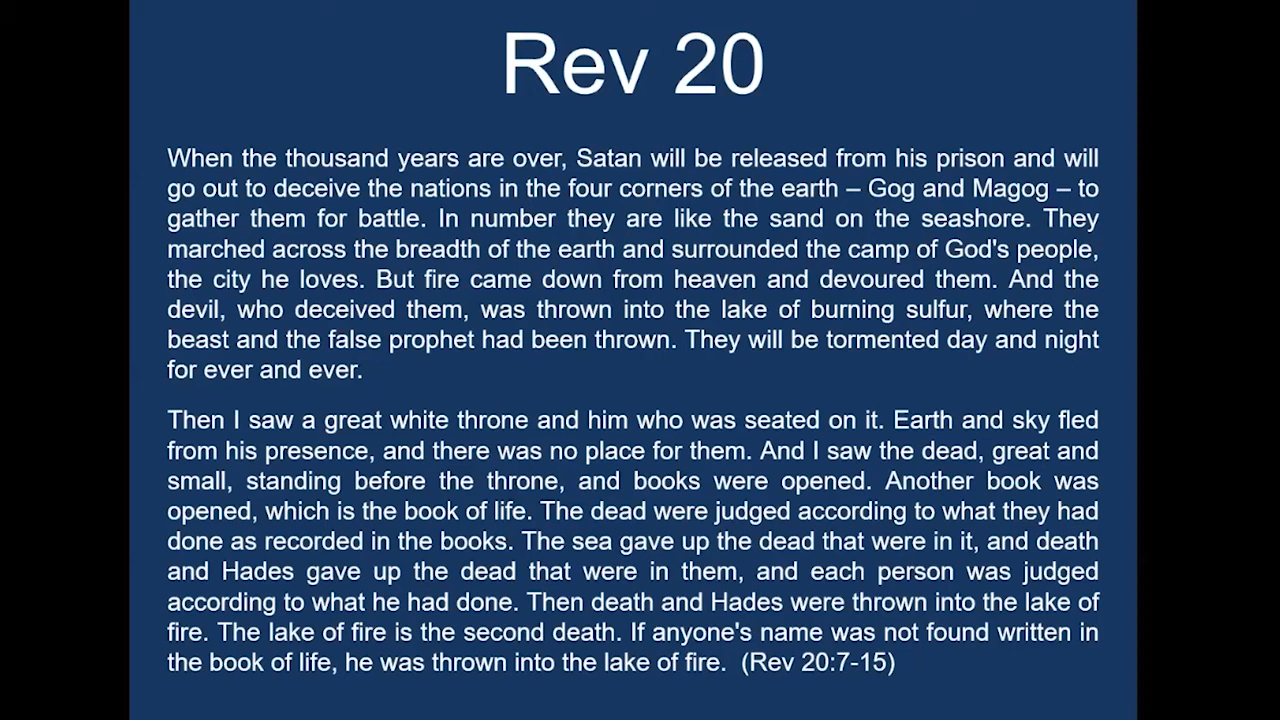 Rev 20
When the thousand years are over, Satan will be released from his prison and will
go out to deceive the nations in the four corners of the earth – Gog and Magog – to
gather them for battle. In number they are like the sand on the seashore. They
marched across the breadth of the earth and surrounded the camp of God's people,
the city he loves. But fire came down from heaven and devoured them. And the
devil, who deceived them, was thrown into the lake of burning sulfur, where the
beast and the false prophet had been thrown. They will be tormented day and night
for ever and ever.
Then I saw a great white throne and him who was seated on it. Earth and sky fled
from his presence, and there was no place for them. And I saw the dead, great and
small, standing before the throne, and books were opened. Another book was
opened, which is the book of life. The dead were judged according to what they had
done as recorded in the books. The sea gave up the dead that were in it, and death
and Hades gave up the dead that were in them, and each person was judged
according to what he had done. Then death and Hades were thrown into the lake of
fire. The lake of fire is the second death. If anyone's name was not found written in
the book of life, he was thrown into the lake of fire. (Rev 20:7-15)